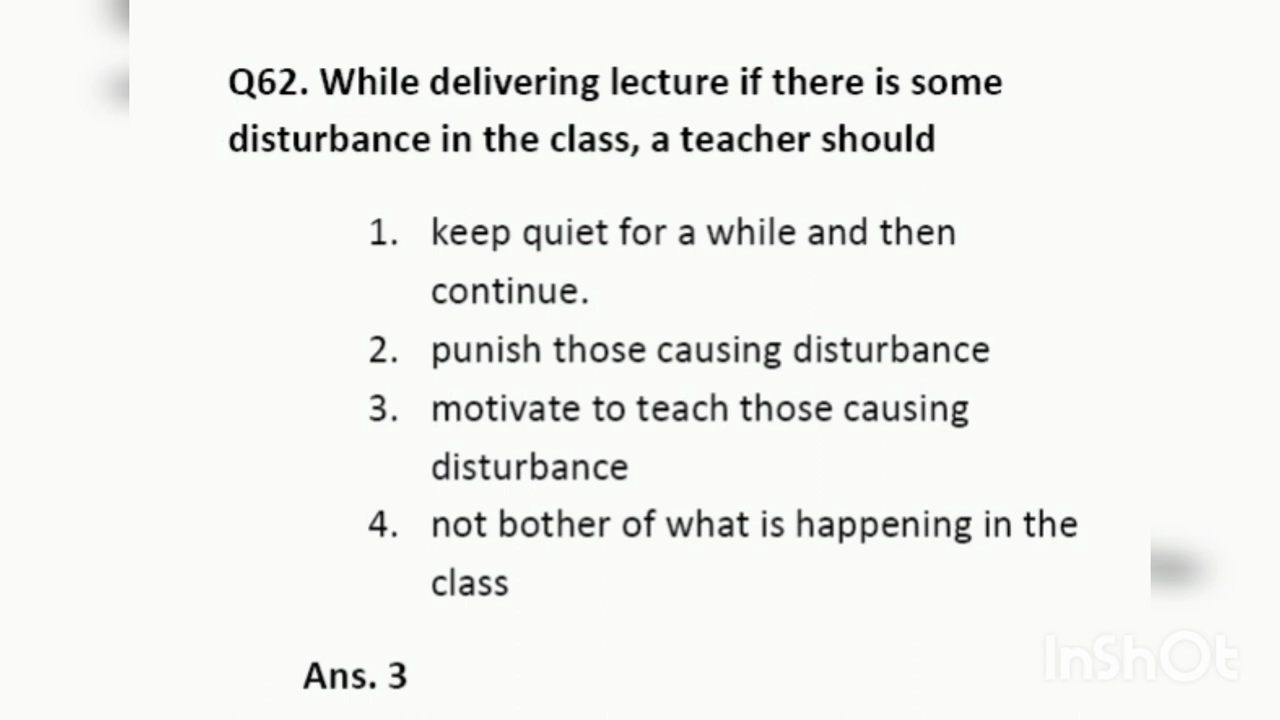 Q62. While delivering lecture if there is some
disturbance in the class, a teacher should
1. keep quiet for a while and then
continue.
2. punish those causing disturbance
3. motivate to teach those causing
disturbance
4. not bother of what is happening in the
class
Ans. 3
InShOt